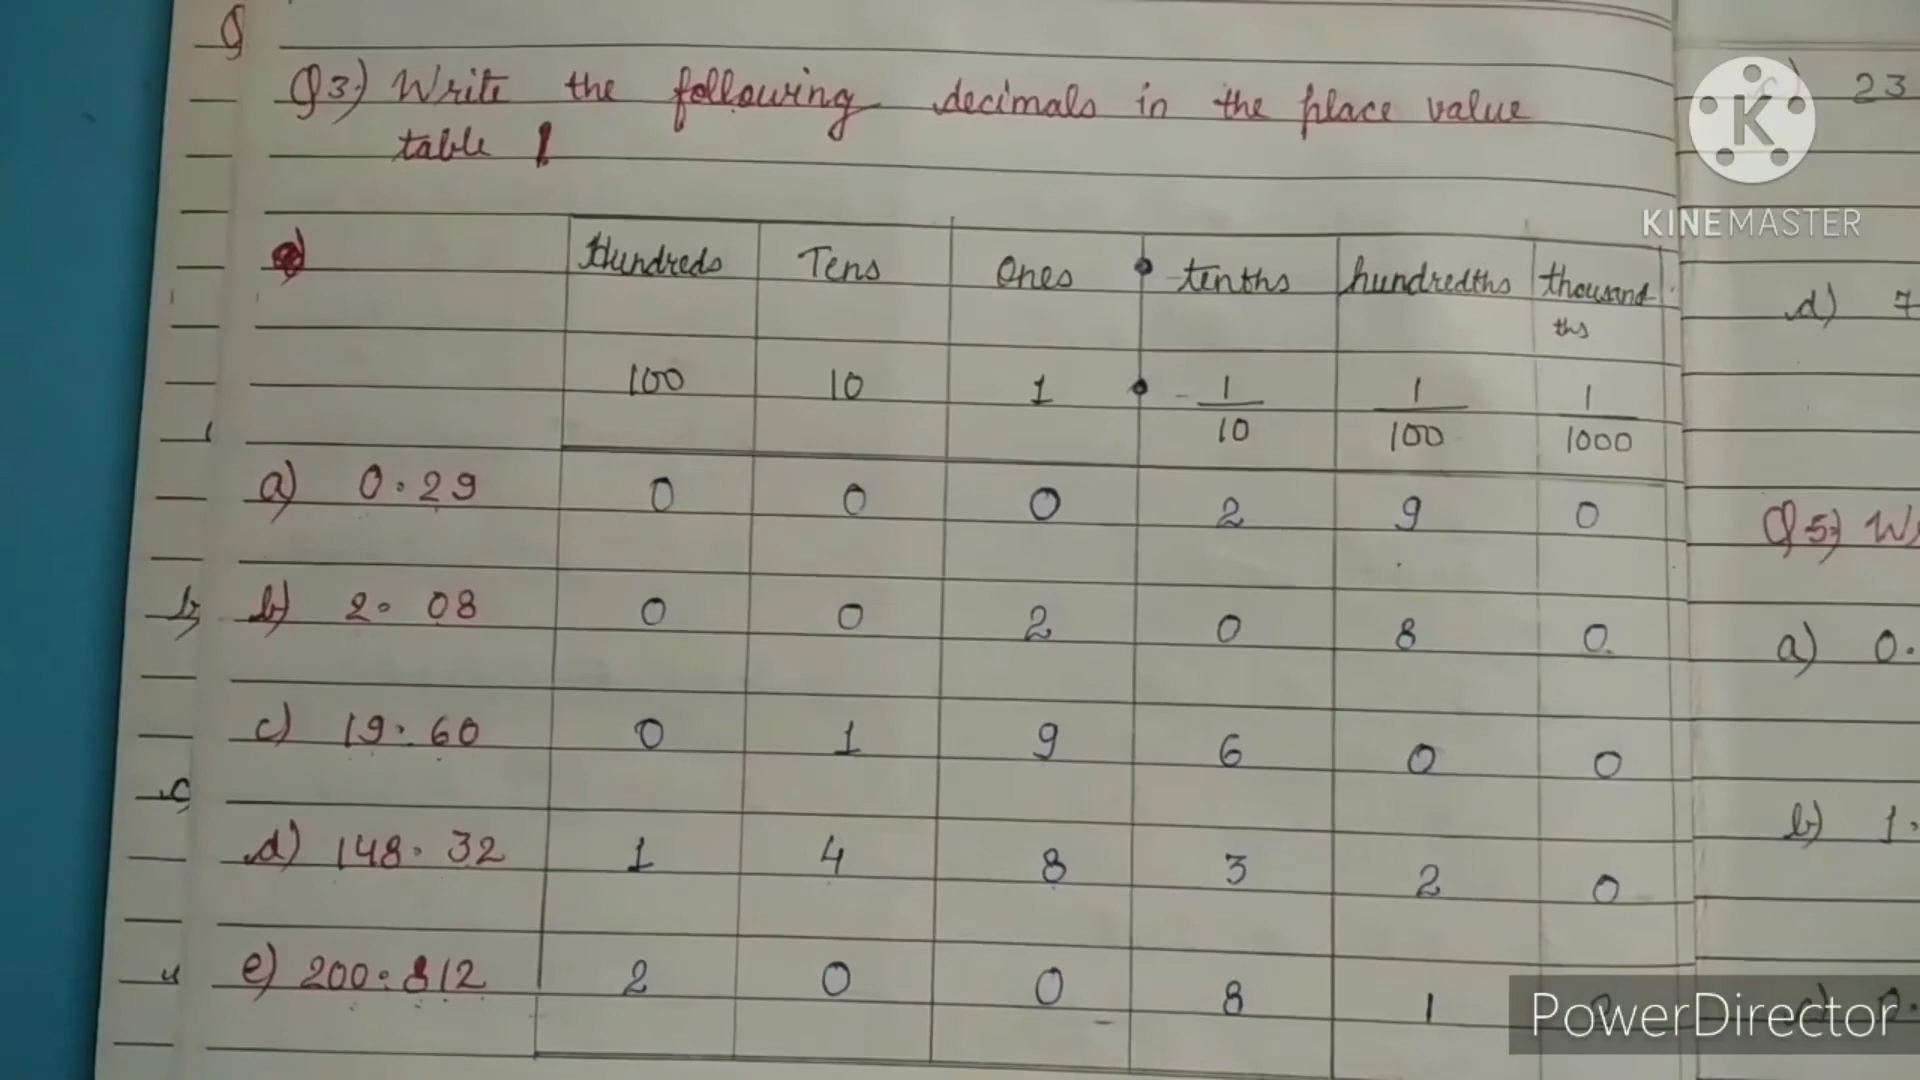 Q3) Write the following decimals in the place value
table
Hundreds Tens Ones • tenths hundredths thousand
ths
100 10 1 • 1/10 1/100 1/1000
a) 0.29 0 0 0 2 9 0
b) 2.08 0 0 2 0 8 0
c) 19.60 0 1 9 6 0 0
d) 148.32 1 4 8 3 2 0
e) 200.812 2 0 0 8 1
23
d) 7
Q5)
a) 0.
b) 1.
0.
KINEMASTER
PowerDirector